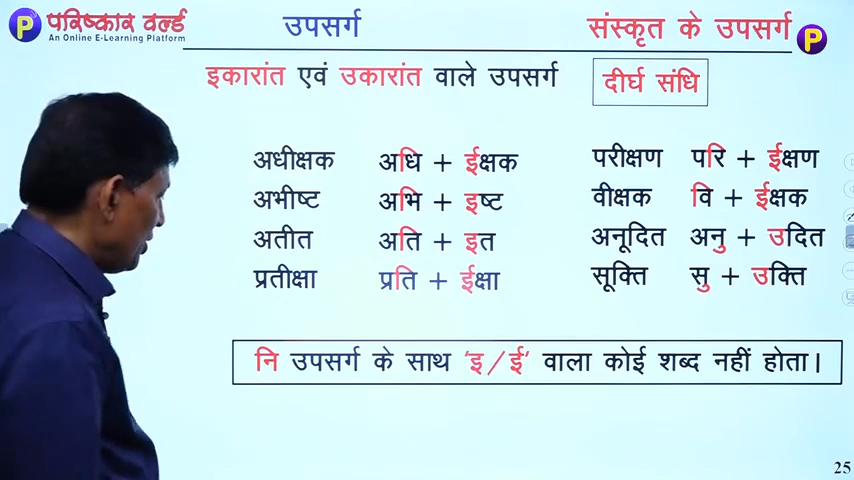 परिष्कार वर्ल्ड
An Online E-Learning Platform
उपसर्ग
संस्कृत के उपसर्ग
इकारांत एवं उकारांत वाले उपसर्ग
दीर्घ संधि
अधीक्षक अधि + ईक्षक
अभीष्ट अभि + इष्ट
अतीत अति + इत
प्रतीक्षा प्रति + ईक्षा
परीक्षण परि + ईक्षण
वीक्षक वि + ईक्षक
अनूदित अनु + उदित
सूक्ति सु + उक्ति
नि उपसर्ग के साथ 'इ/ई' वाला कोई शब्द नहीं होता।
25